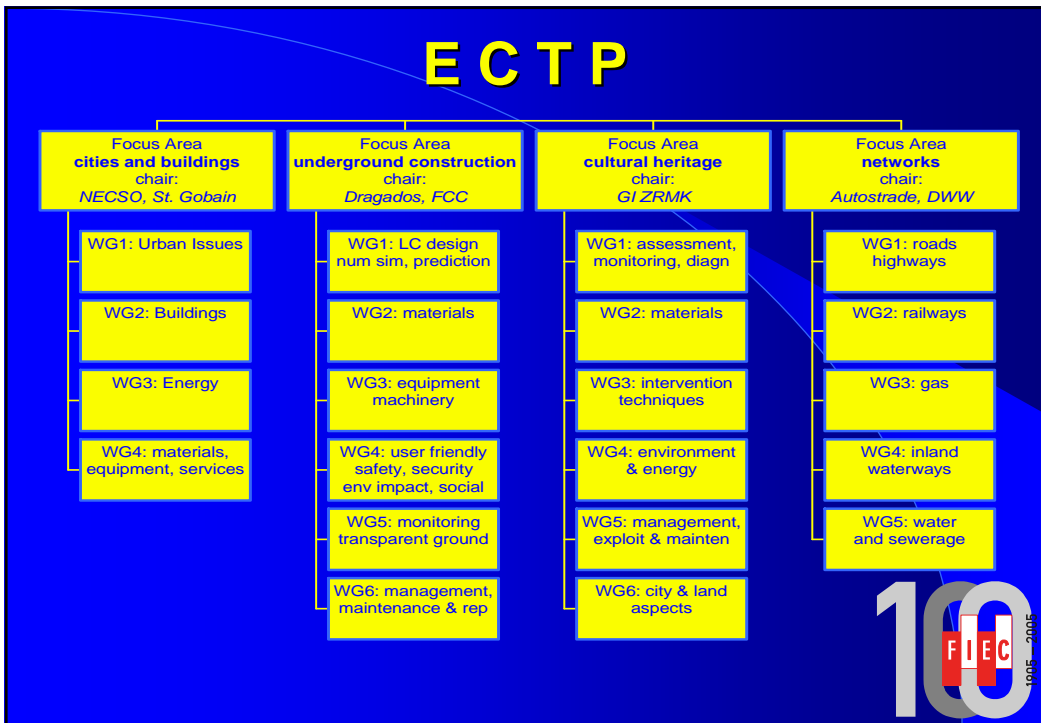 E C T P
Focus Area
cities and buildings
chair:
NECSO, St. Gobain
WG1: Urban Issues
WG2: Buildings
WG3: Energy
WG4: materials,
equipment, services
Focus Area
underground construction
chair:
Dragados, FCC
WG1: LC design
num sim, prediction
WG2: materials
WG3: equipment
machinery
WG4: user friendly
safety, security
env impact, social
WG5: monitoring
transparent ground
WG6: management,
maintenance & rep
Focus Area
cultural heritage
chair:
GI ZRMK
WG1: assessment,
monitoring, diagn
WG2: materials
WG3: intervention
techniques
WG4: environment
& energy
WG5: management,
exploit & mainten
WG6: city & land
aspects
Focus Area
networks
chair:
Autostrade, DWW
WG1: roads
highways
WG2: railways
WG3: gas
WG4: inland
waterways
WG5: water
and sewerage
100
FIEC
1905 – 2005